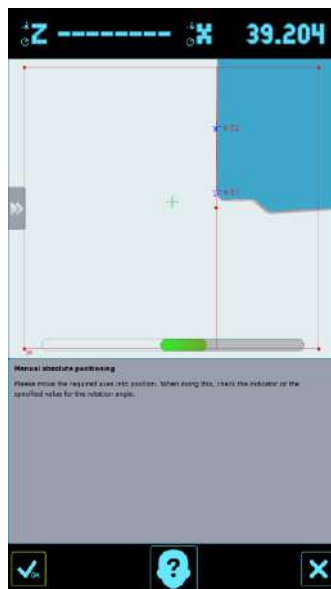 Z -------- X 39.204
Manual absolute positioning
Please move the required axes into position. When doing this, check the indicator or the
specified value for the rotation angle.
OK
?